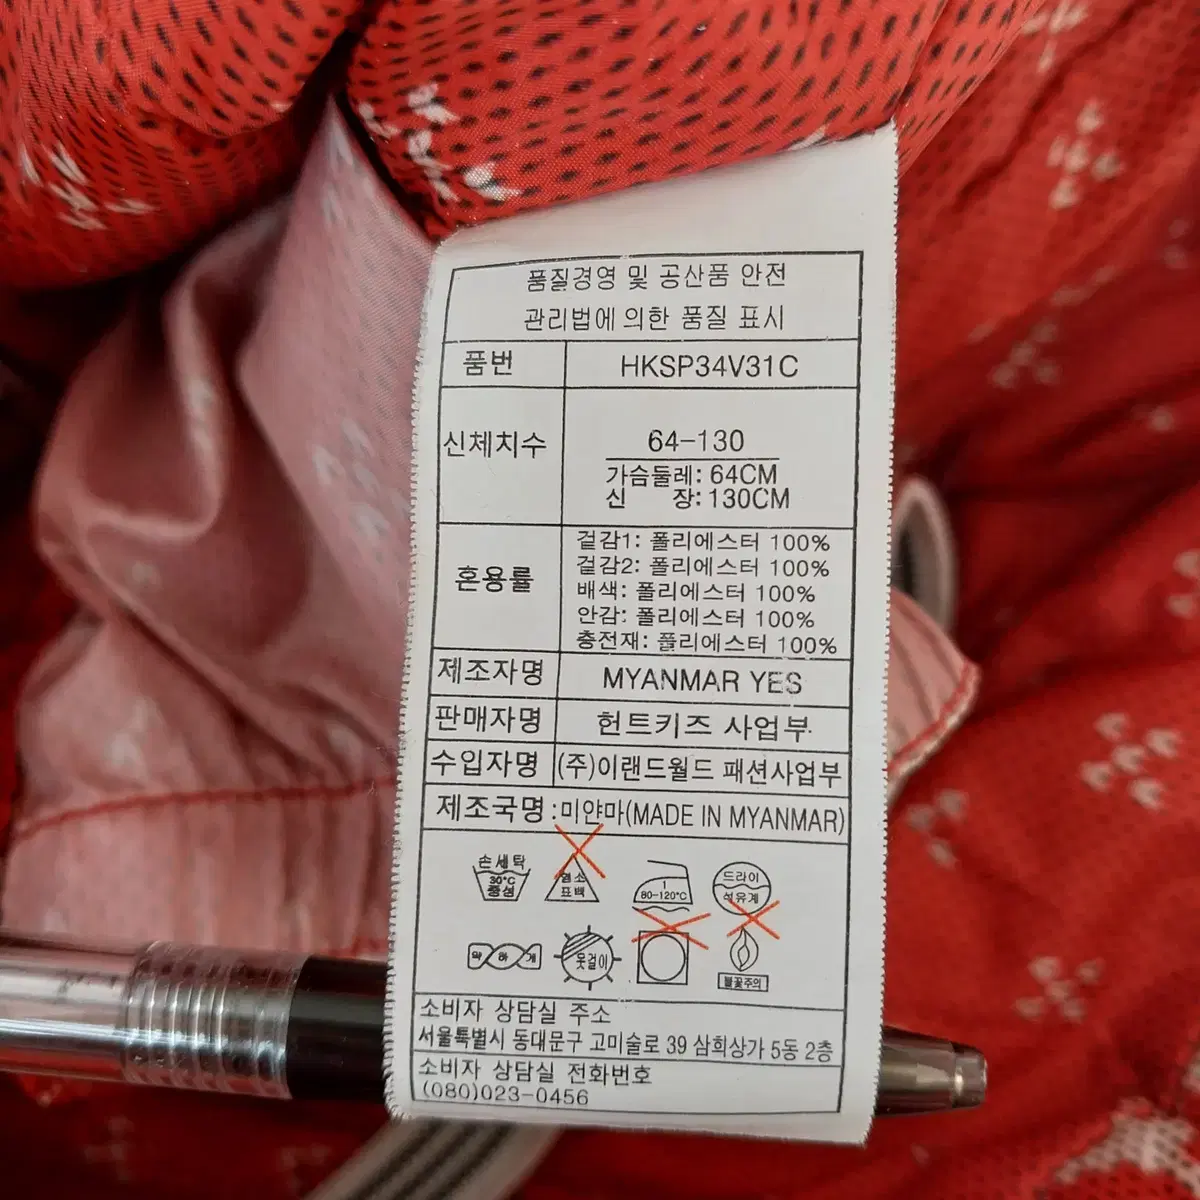 품질경영 및 공산품 안전
관리법에 의한 품질 표시
품번 HKSP34V31C
신체치수 64-130
가슴둘레: 64CM
신 장: 130CM
혼용률
겉감1: 폴리에스터 100%
겉감2: 폴리에스터 100%
배색: 폴리에스터 100%
안감: 폴리에스터 100%
충전재: 폴리에스터 100%
제조자명 MYANMAR YES
판매자명 헌트키즈 사업부
수입자명 (주)이랜드월드 패션사업부
제조국명:미얀마(MADE IN MYANMAR)
손세탁
30°C
중성
염소
표백
1
80-120°C
드라이
석유계
약하게
옷걸이
불꽃주의
소비자 상담실 주소
서울특별시 동대문구 고미술로 39 삼희상가 5동 2층
소비자 상담실 전화번호
(080)023-0456